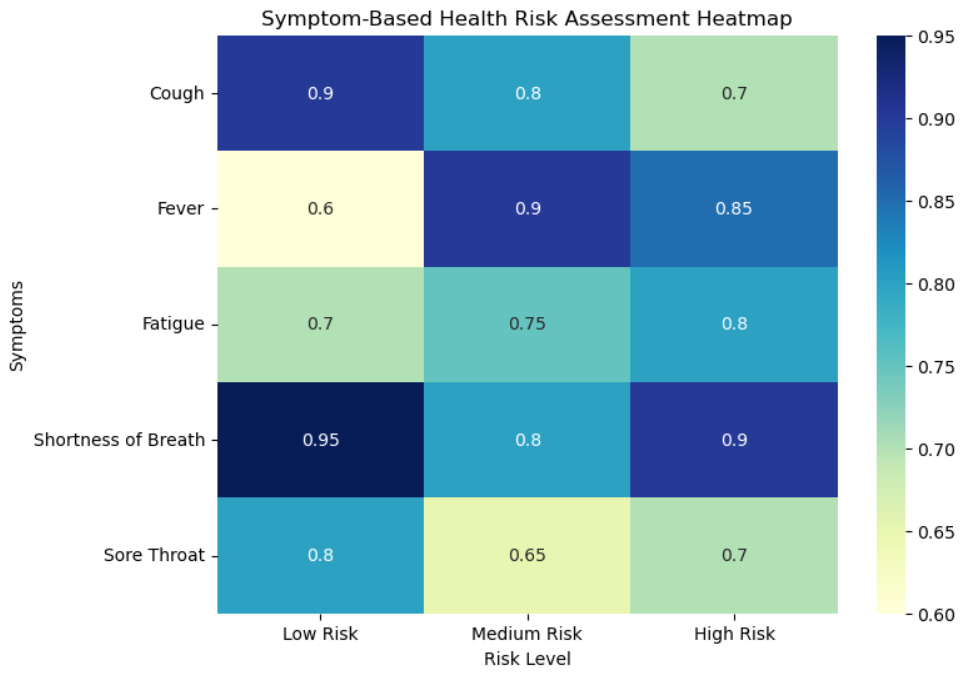 Symptom-Based Health Risk Assessment Heatmap
Cough 0.9 0.8 0.7
Fever 0.6 0.9 0.85
Fatigue 0.7 0.75 0.8
Shortness of Breath 0.95 0.8 0.9
Sore Throat 0.8 0.65 0.7
Symptoms
Low Risk Medium Risk High Risk
Risk Level
0.95
0.90
0.85
0.80
0.75
0.70
0.65
0.60